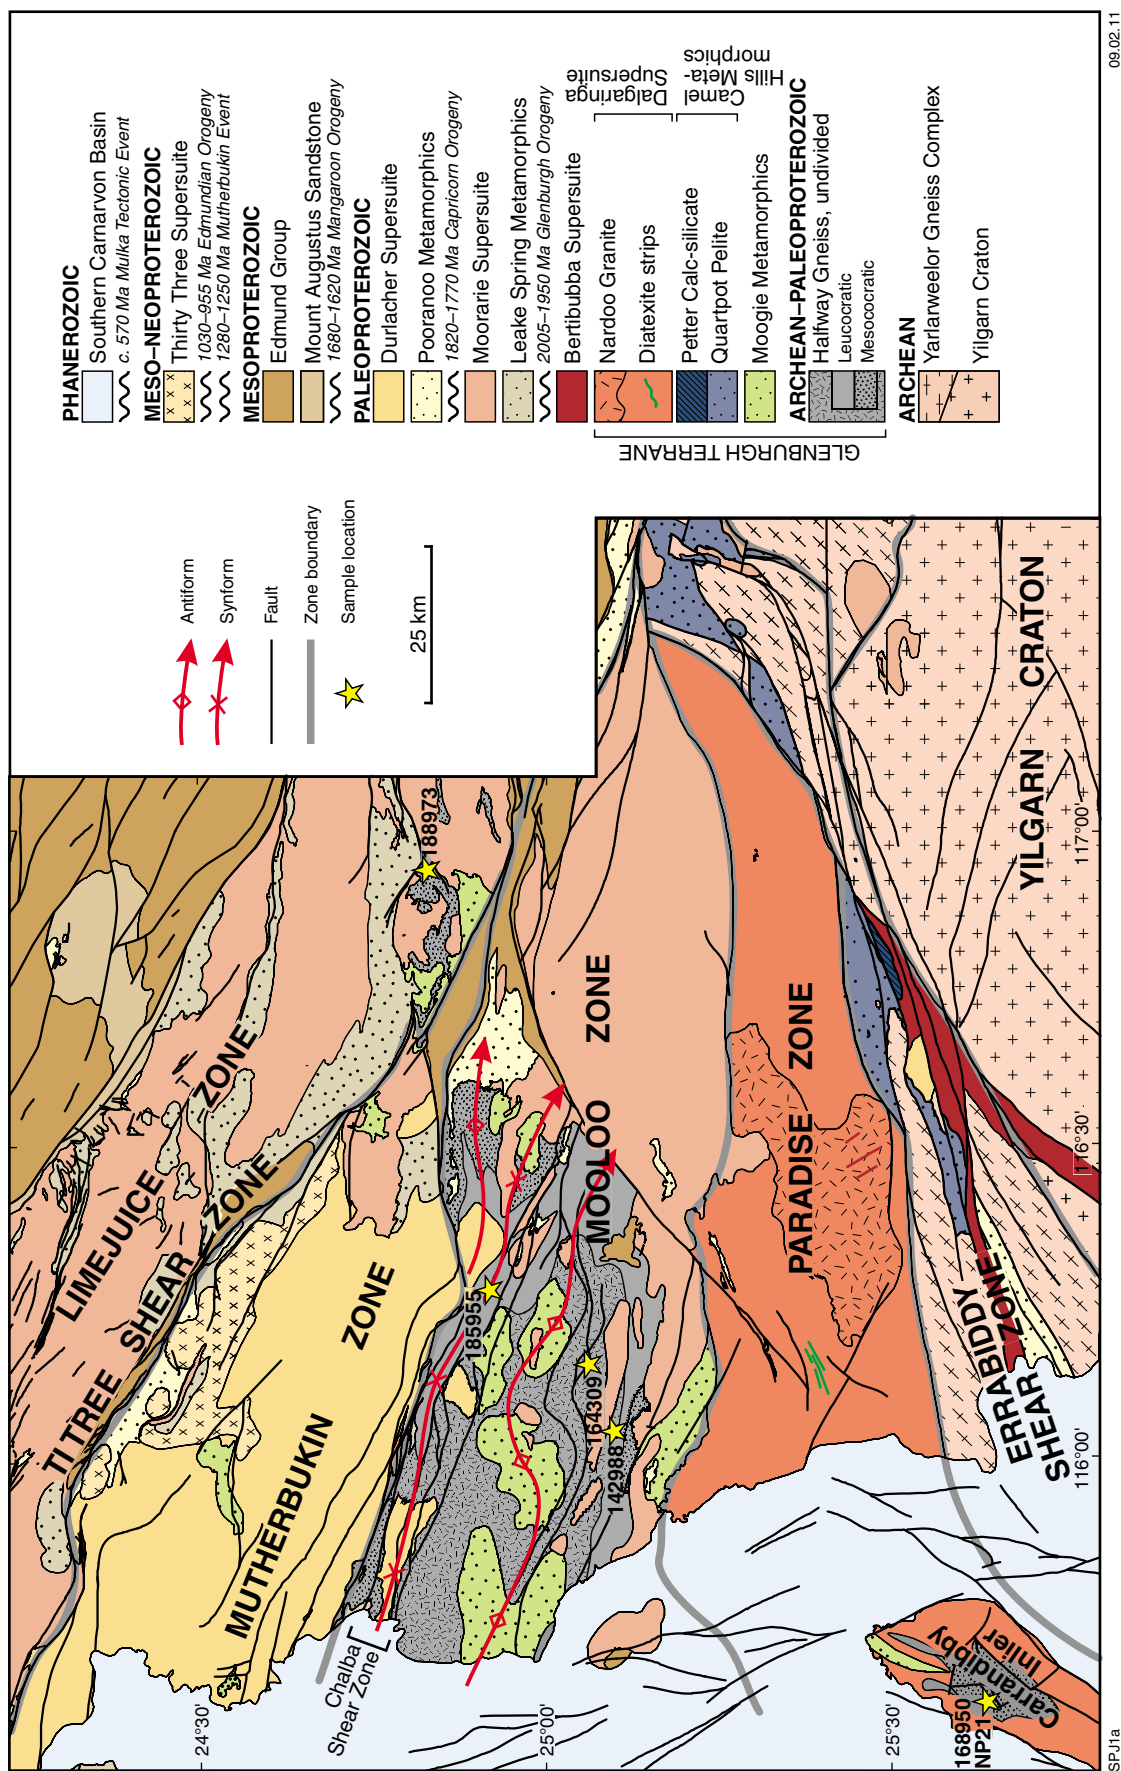 PHANEROZOIC
Southern Carnarvon Basin
c. 570 Ma Mulka Tectonic Event
MESO–NEOPROTEROZOIC
Thirty Three Supersuite
1030–955 Ma Edmundian Orogeny
1280–1250 Ma Mutherbukin Event
MESOPROTEROZOIC
Edmund Group
Mount Augustus Sandstone
1680–1620 Ma Mangaroon Orogeny
PALEOPROTEROZOIC
Durlacher Supersuite
Pooranoo Metamorphics
1820–1770 Ma Capricorn Orogeny
Moorarie Supersuite
Leake Spring Metamorphics
2005–1950 Ma Glenburgh Orogeny
Bertibubba Supersuite
Nardoo Granite
Diatexite strips
Dalgaringa
Supersuite
Petter Calc-silicate
Quartpot Pelite
Camel
Hills Meta-
morphics
Moogie Metamorphics
ARCHEAN–PALEOPROTEROZOIC
Halfway Gneiss, undivided
Leucocratic
Mesocratic
GLENBURGH TERRANE
ARCHEAN
Yarlarweelor Gneiss Complex
Yilgarn Craton
Antiform
Synform
Fault
Zone boundary
Sample location
25 km
LIMEJUICE ZONE
TI TREE SHEAR ZONE
MUTHERBUKIN ZONE
Chalba
Shear Zone
MOOLOO ZONE
PARADISE ZONE
ERRABIDDY
SHEAR ZONE
YILGARN CRATON
Carrandibby
Inlier
188973
185955
164309
142988
168950
NP21
24°30'
25°00'
25°30'
116°00'
116°30'
117°00'
SPJ1a
09.02.11